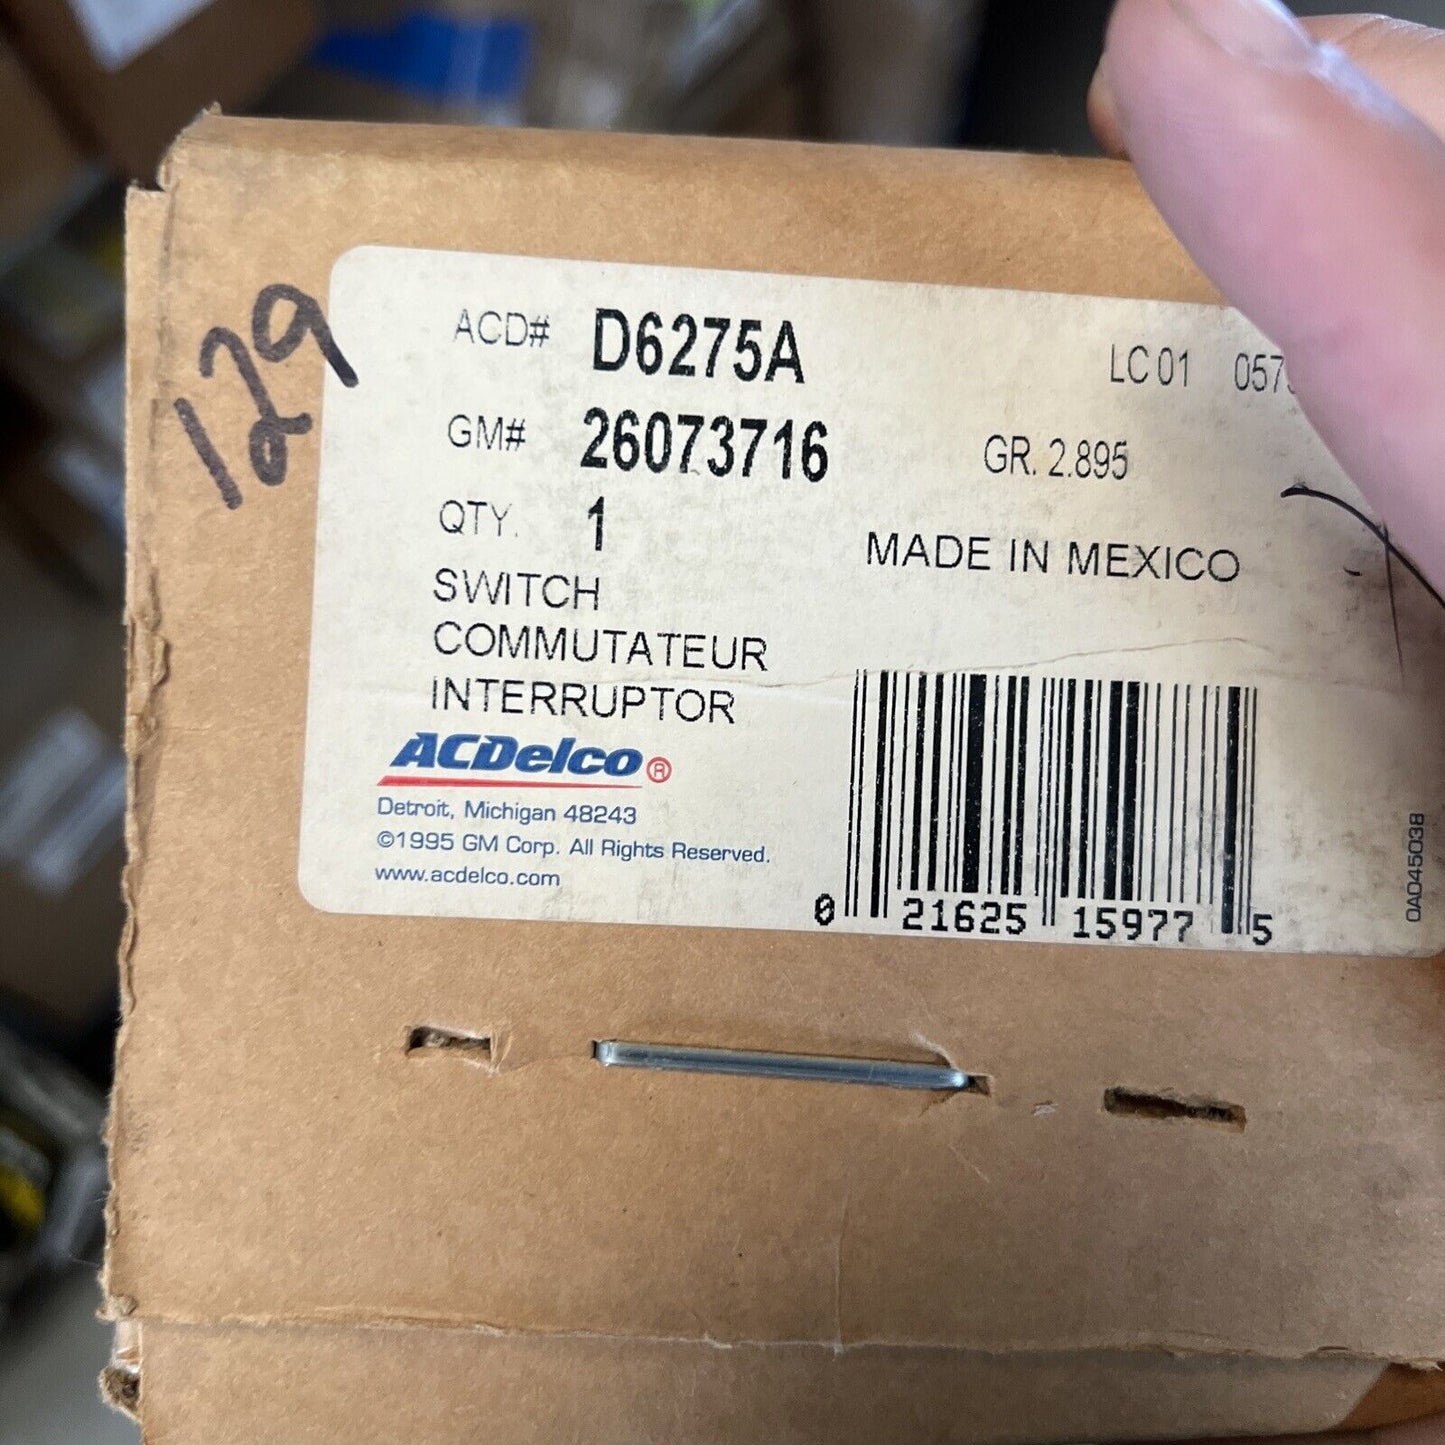 129
ACD# D6275A LC 01
GM# 26073716 GR. 2.895
QTY. 1
MADE IN MEXICO
SWITCH
COMMUTATEUR
INTERRUPTOR
ACDelco®
Detroit, Michigan 48243
©1995 GM Corp. All Rights Reserved.
www.acdelco.com
0 21625 15977 5
0A045038